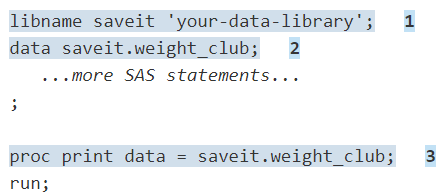 libname saveit 'your-data-library'; 1
data saveit.weight_club; 2
...more SAS statements...
;
proc print data = saveit.weight_club; 3
run;